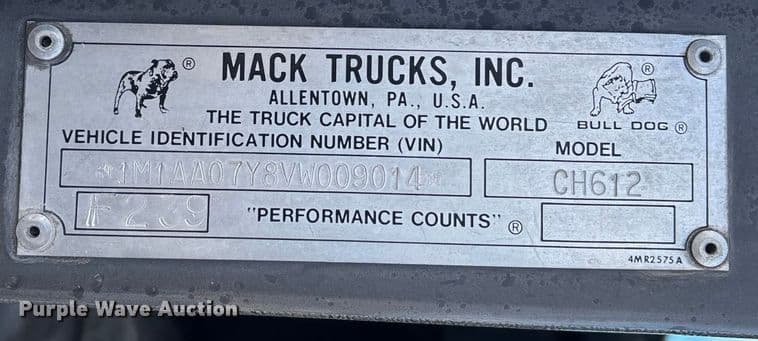 ® MACK TRUCKS, INC. ®
ALLENTOWN, PA., U.S.A.
THE TRUCK CAPITAL OF THE WORLD BULL DOG ®
VEHICLE IDENTIFICATION NUMBER (VIN) MODEL
*1M1AA07Y8VW009014* CH612
F239 "PERFORMANCE COUNTS" ®
4MR2575A
Purple Wave Auction